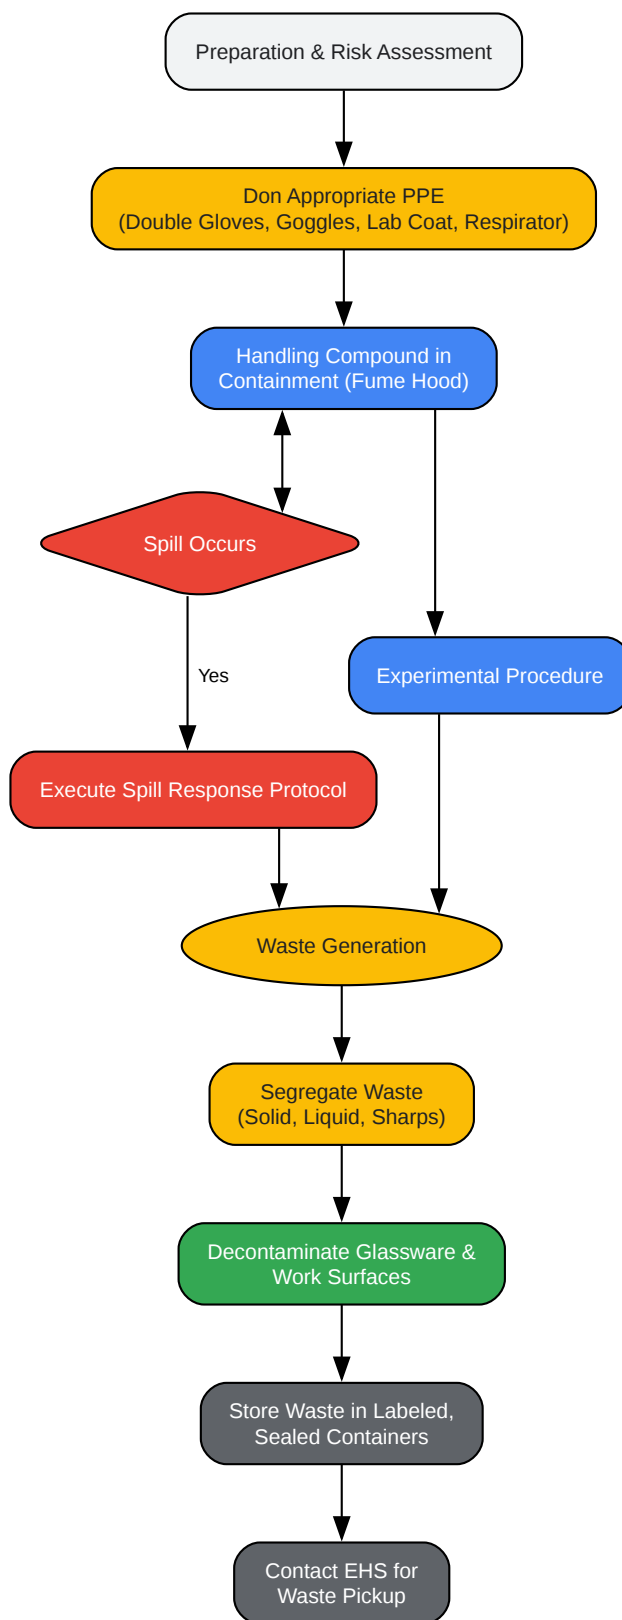 Preparation & Risk Assessment
Don Appropriate PPE
(Double Gloves, Goggles, Lab Coat, Respirator)
Handling Compound in
Containment (Fume Hood)
Spill Occurs
Yes
Experimental Procedure
Execute Spill Response Protocol
Waste Generation
Segregate Waste
(Solid, Liquid, Sharps)
Decontaminate Glassware &
Work Surfaces
Store Waste in Labeled,
Sealed Containers
Contact EHS for
Waste Pickup